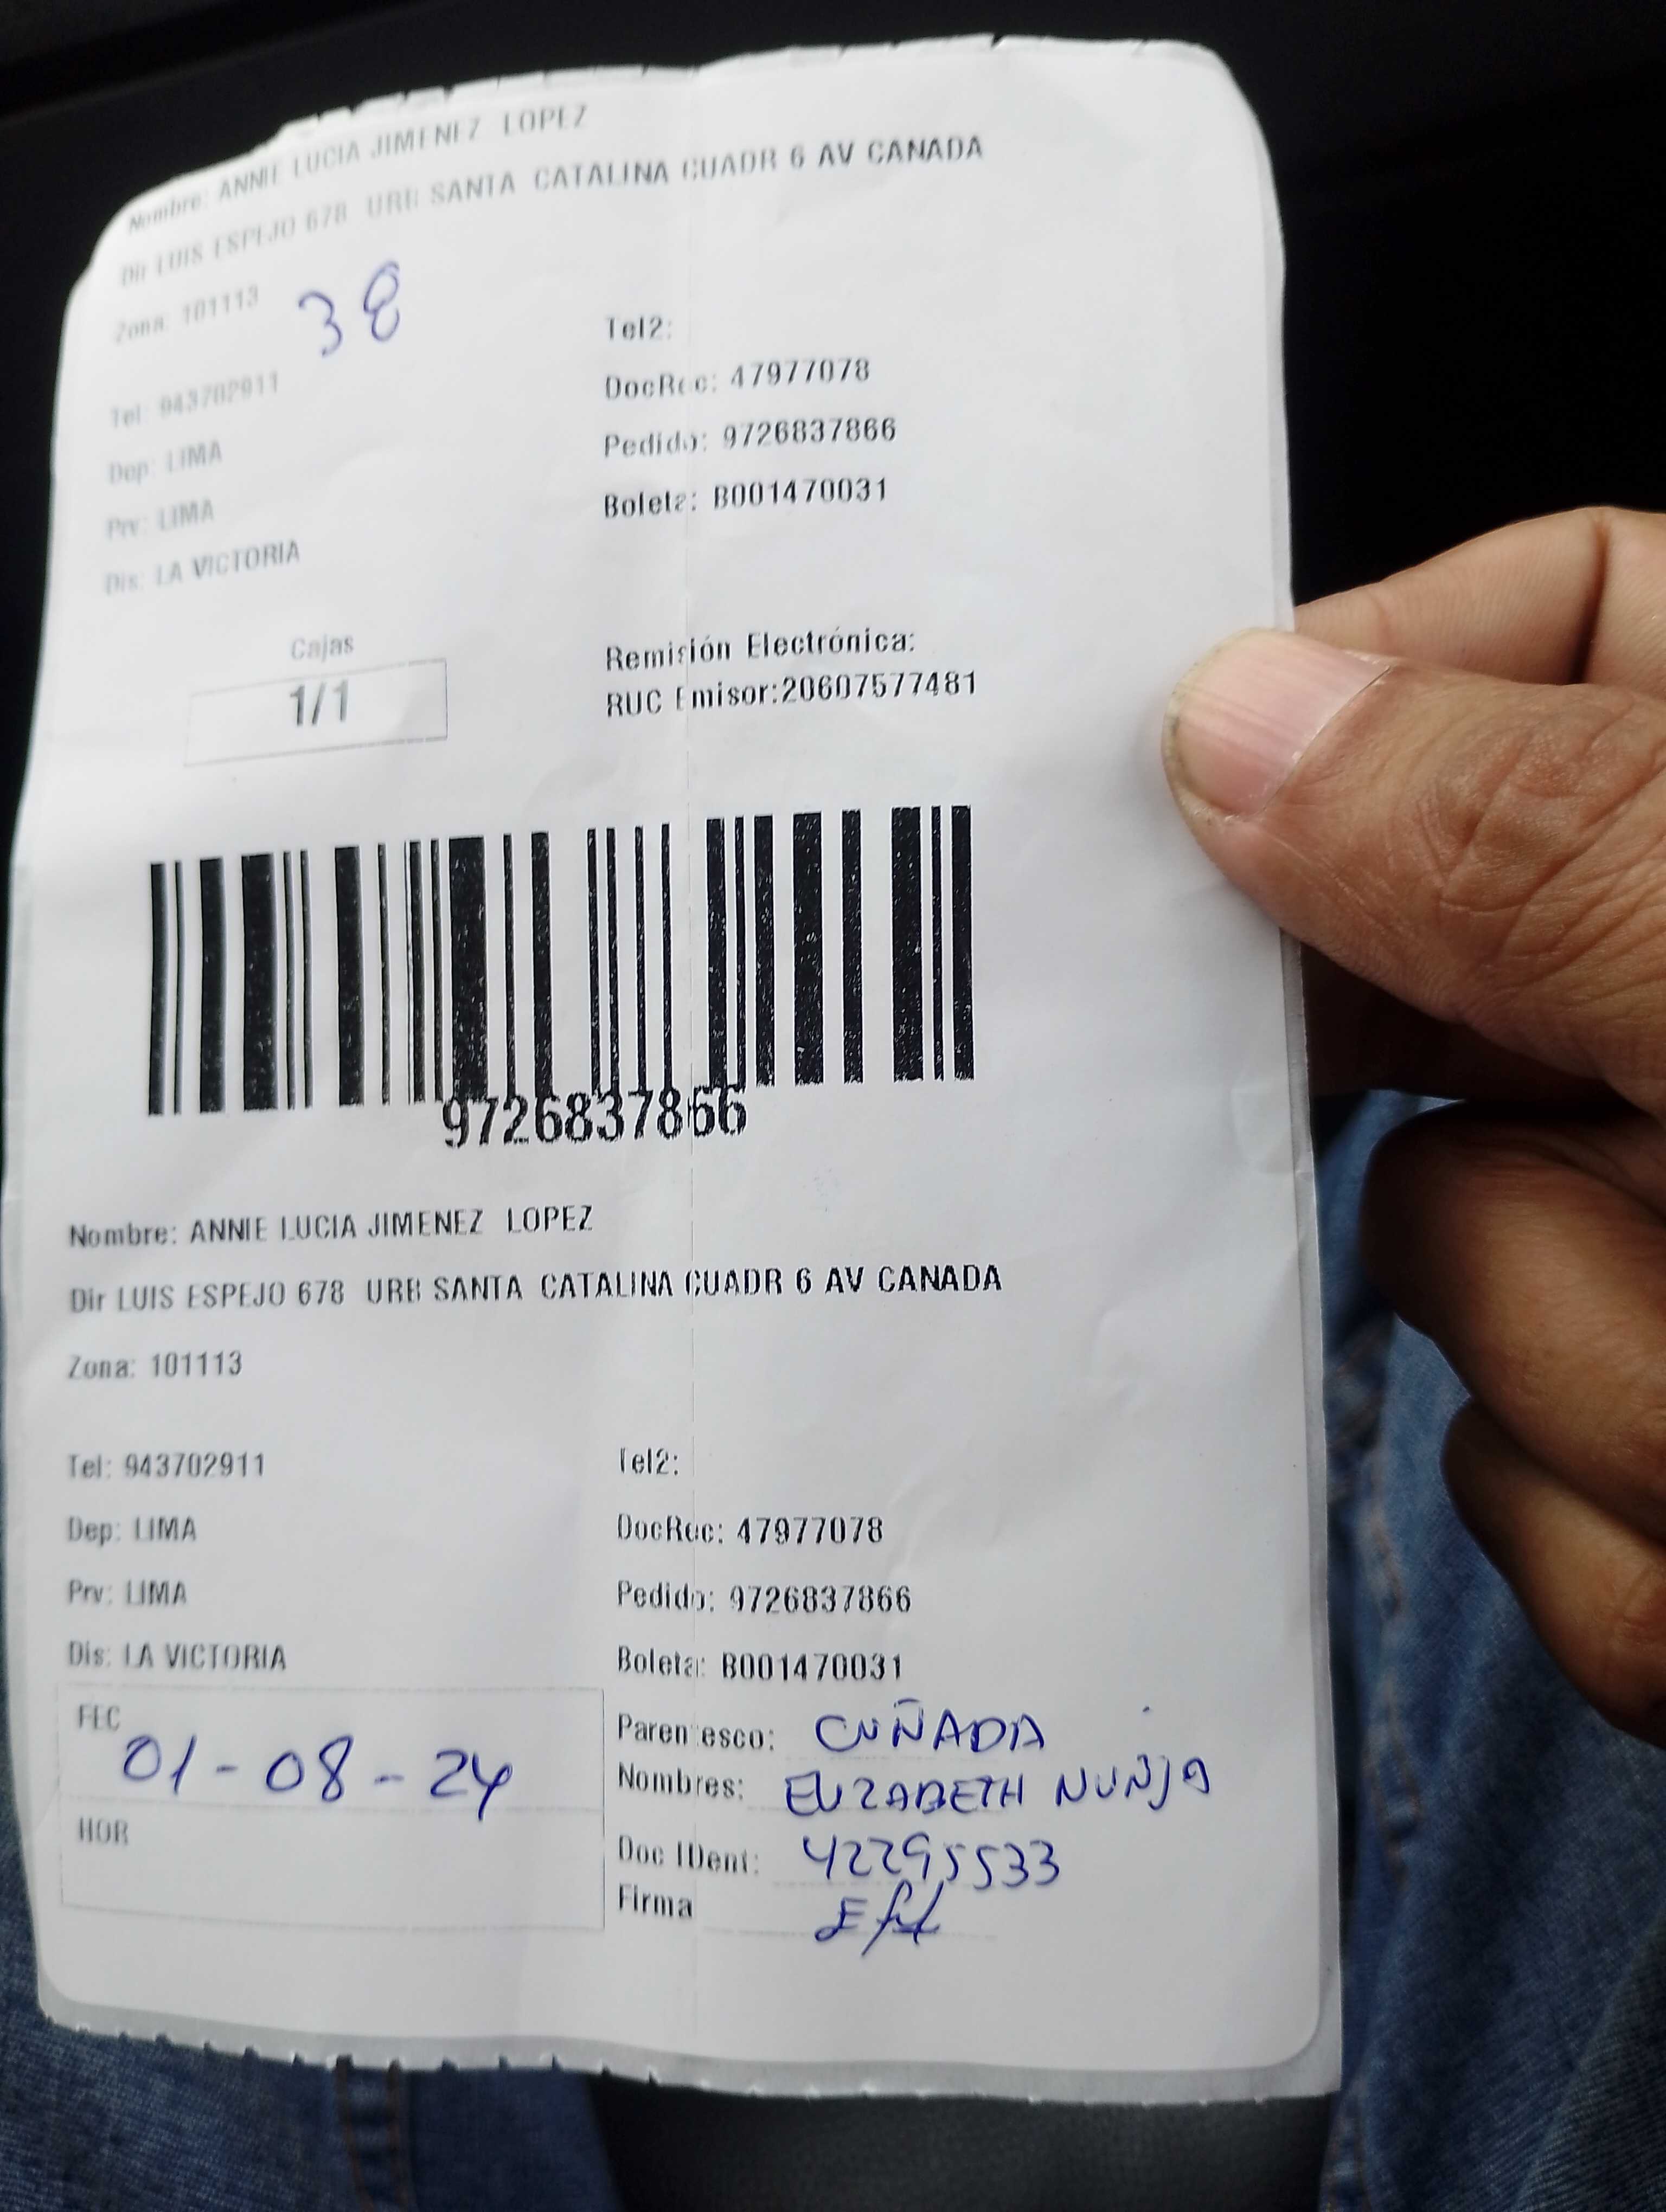 Nombre: ANNIE LUCIA JIMENEZ LOPEZ
Dir LUIS ESPEJO 678 URB SANTA CATALINA CUADR 6 AV CANADA
Zona: 101113
38
Tel: 943702911
Tel2:
DocRec: 47977078
Dep: LIMA
Pedido: 9726837866
Prv: LIMA
Boleta: B001470031
Dis: LA VICTORIA
Cajas
1/1
Remisión Electrónica:
RUC Emisor:20607577481
9726837866
Nombre: ANNIE LUCIA JIMENEZ LOPEZ
Dir LUIS ESPEJO 678 URB SANTA CATALINA CUADR 6 AV CANADA
Zona: 101113
Tel: 943702911
Tel2:
Dep: LIMA
DocRec: 47977078
Prv: LIMA
Pedido: 9726837866
Dis: LA VICTORIA
Boleta: B001470031
FEC
01-08-24
HOR
Parentesco: CUÑADA
Nombres: ELIZABETH
Doc IDent: 42295533
Firma